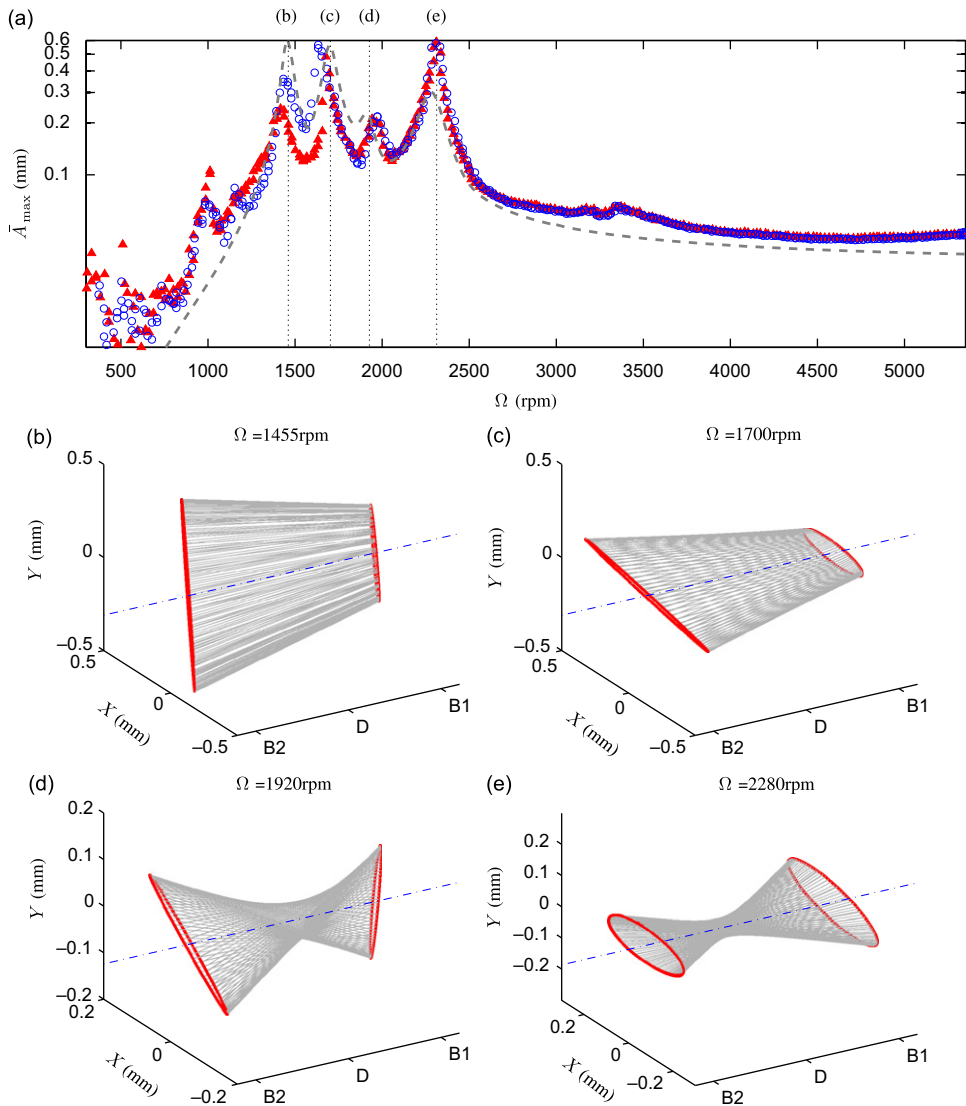 (a)
(b) (c) (d) (e)
0.6
0.5
0.4
0.3
0.2
0.1
Āmax (mm)
500 1000 1500 2000 2500 3000 3500 4000 4500 5000
Ω (rpm)
(b) Ω =1455rpm
0.5
0
–0.5
Y (mm)
0.5
0
–0.5
X (mm)
B2 D B1
(c) Ω =1700rpm
0.5
0
–0.5
Y (mm)
0.5
0
–0.5
X (mm)
B2 D B1
(d) Ω =1920rpm
0.2
0.1
0
–0.1
–0.2
Y (mm)
0.2
0
–0.2
X (mm)
B2 D B1
(e) Ω =2280rpm
0.2
0.1
0
–0.1
–0.2
Y (mm)
0.2
0
–0.2
X (mm)
B2 D B1